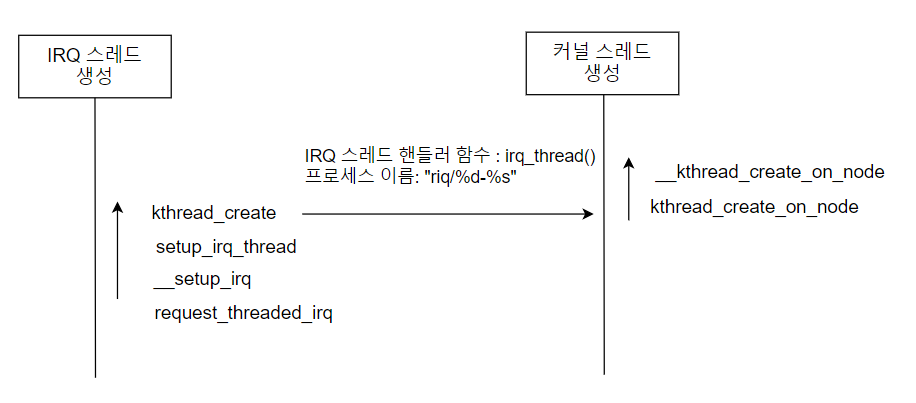 IRQ 스레드
생성
커널 스레드
생성
IRQ 스레드 핸들러 함수 : irq_thread()
프로세스 이름: "riq/%d-%s"
kthread_create
setup_irq_thread
__setup_irq
request_threaded_irq
__kthread_create_on_node
kthread_create_on_node